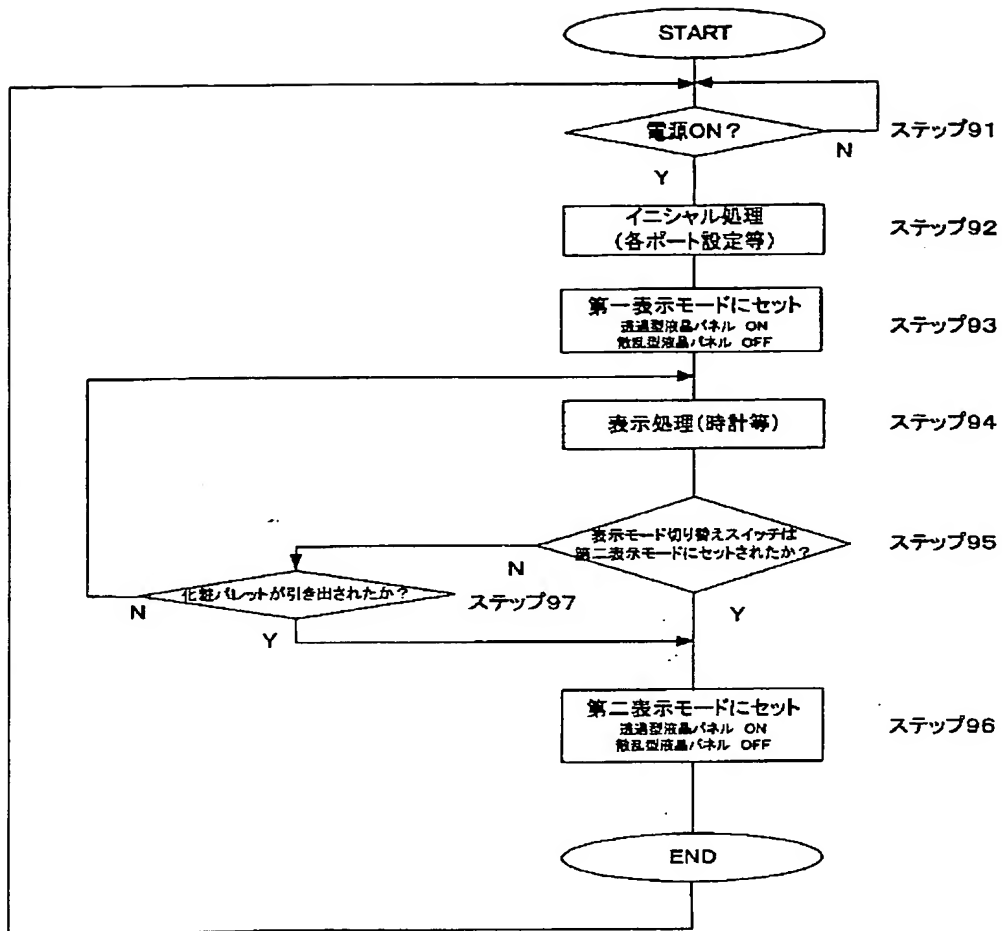 START
電源ON?
ステップ91
N
Y
イニシャル処理
(各ポート設定等)
ステップ92
第一表示モードにセット
透過型液晶パネル ON
散乱型液晶パネル OFF
ステップ93
表示処理(時計等)
ステップ94
表示モード切り替えスイッチは
第二表示モードにセットされたか?
ステップ95
N
Y
化粧パレットが引き出されたか?
ステップ97
N
Y
第二表示モードにセット
透過型液晶パネル ON
散乱型液晶パネル OFF
ステップ96
END